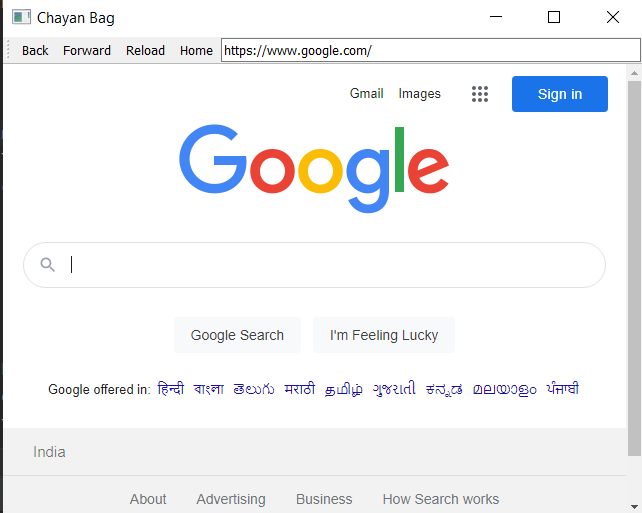 Chayan Bag
Back Forward Reload Home https://www.google.com/
Gmail Images Sign in
Google
Google Search I'm Feeling Lucky
Google offered in: हिन्दी বাংলা తెలుగు मराठी தமிழ் ગુજરાતી ಕನ್ನಡ മലയാളം ਪੰਜਾਬੀ
India
About Advertising Business How Search works